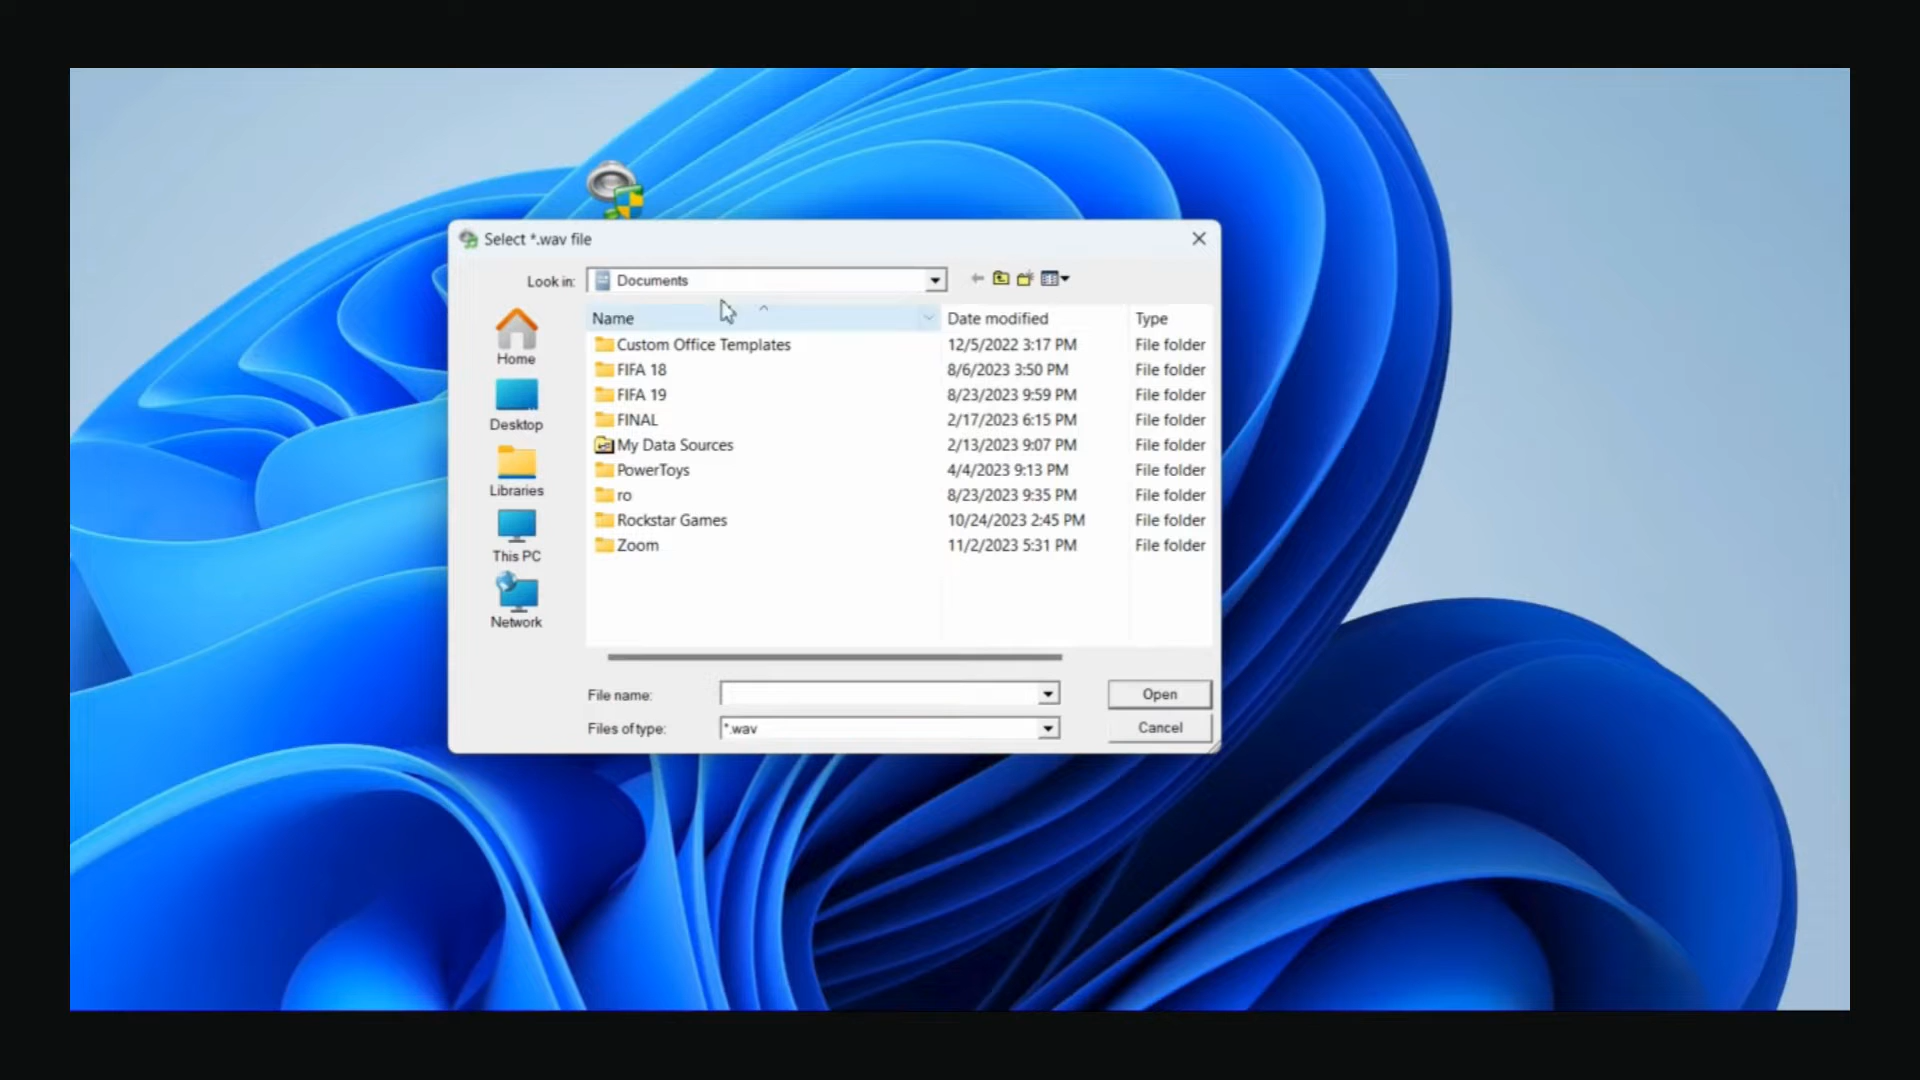 Select *.wav file
Look in: Documents
Name Date modified Type
Custom Office Templates 12/5/2022 3:17 PM File folder
FIFA 18 8/6/2023 3:50 PM File folder
FIFA 19 8/23/2023 9:59 PM File folder
FINAL 2/17/2023 6:15 PM File folder
My Data Sources 2/13/2023 9:07 PM File folder
PowerToys 4/4/2023 9:13 PM File folder
ro 8/23/2023 9:35 PM File folder
Rockstar Games 10/24/2023 2:45 PM File folder
Zoom 11/2/2023 5:31 PM File folder
Home
Desktop
Libraries
This PC
Network
File name: Open
Files of type: *.wav Cancel